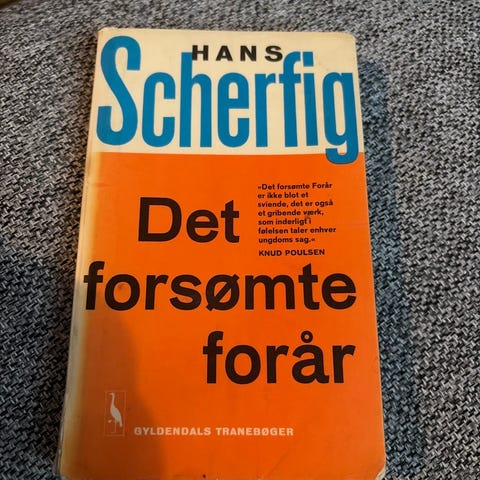 HANS
Scherfig
»Det forsømte Forår
er ikke blot et
sviende, det er også
et gribende værk,
som inderligt i
følelsen taler enhver
ungdoms sag.«
KNUD POULSEN
Det
forsømte
forår
GYLDENDALS TRANEBØGER